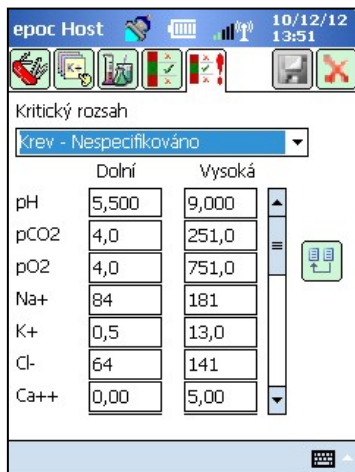 epoc Host 10/12/12
13:51
Kritický rozsah
Krev - Nespecifikováno
Dolní Vysoká
pH 5,500 9,000
pCO2 4,0 251,0
pO2 4,0 751,0
Na+ 84 181
K+ 0,5 13,0
Cl- 64 141
Ca++ 0,00 5,00